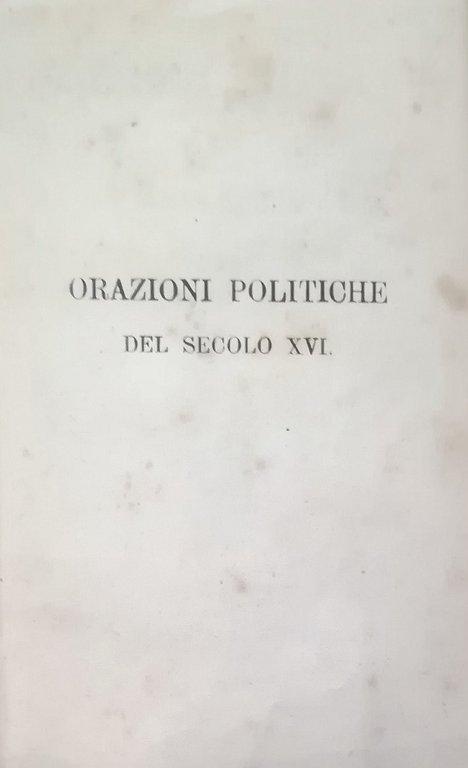 ORAZIONI POLITICHE
DEL SECOLO XVI.